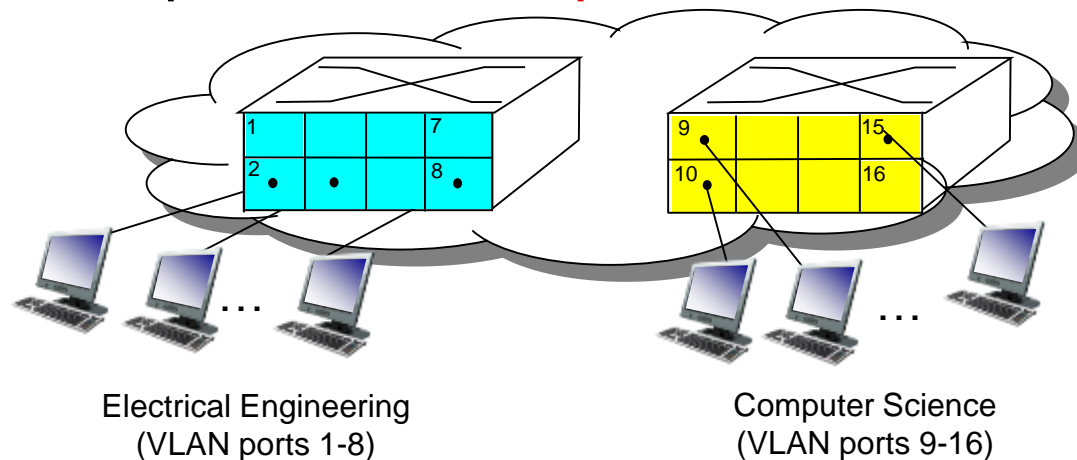 1 7
2 8
9 15
10 16
... ...
Electrical Engineering
(VLAN ports 1-8)
Computer Science
(VLAN ports 9-16)